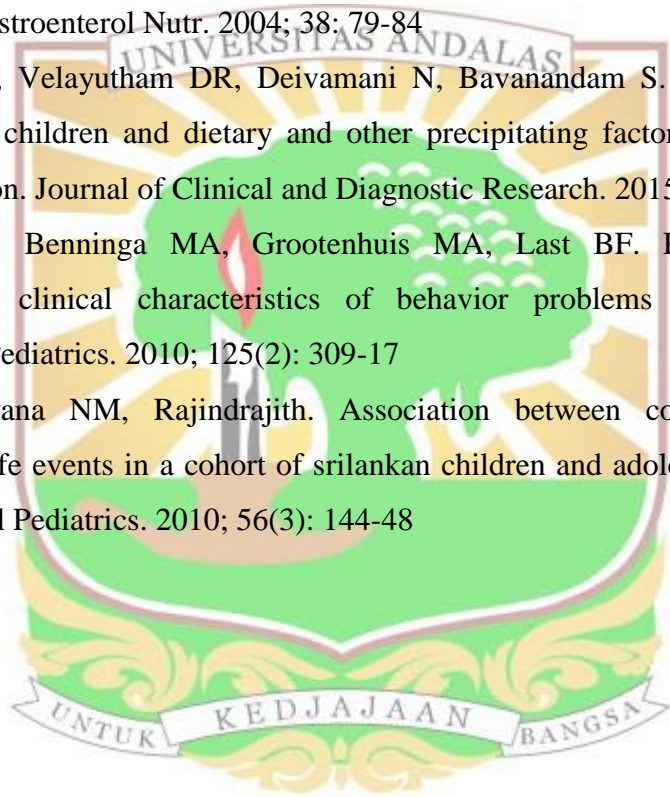 stroenterol Nutr. 2004; 38: 79-84
UNIVERSITAS ANDALAS
, Velayutham DR, Deivamani N, Bavanandam S.
children and dietary and other precipitating factor
on. Journal of Clinical and Diagnostic Research. 2015
Benninga MA, Grootenhuis MA, Last BF.
clinical characteristics of behavior problems
ediatrics. 2010; 125(2): 309-17
ana NM, Rajindrajith. Association between co
fe events in a cohort of srilankan children and adole
l Pediatrics. 2010; 56(3): 144-48
UNTUK KEDJAJAAN BANGSA